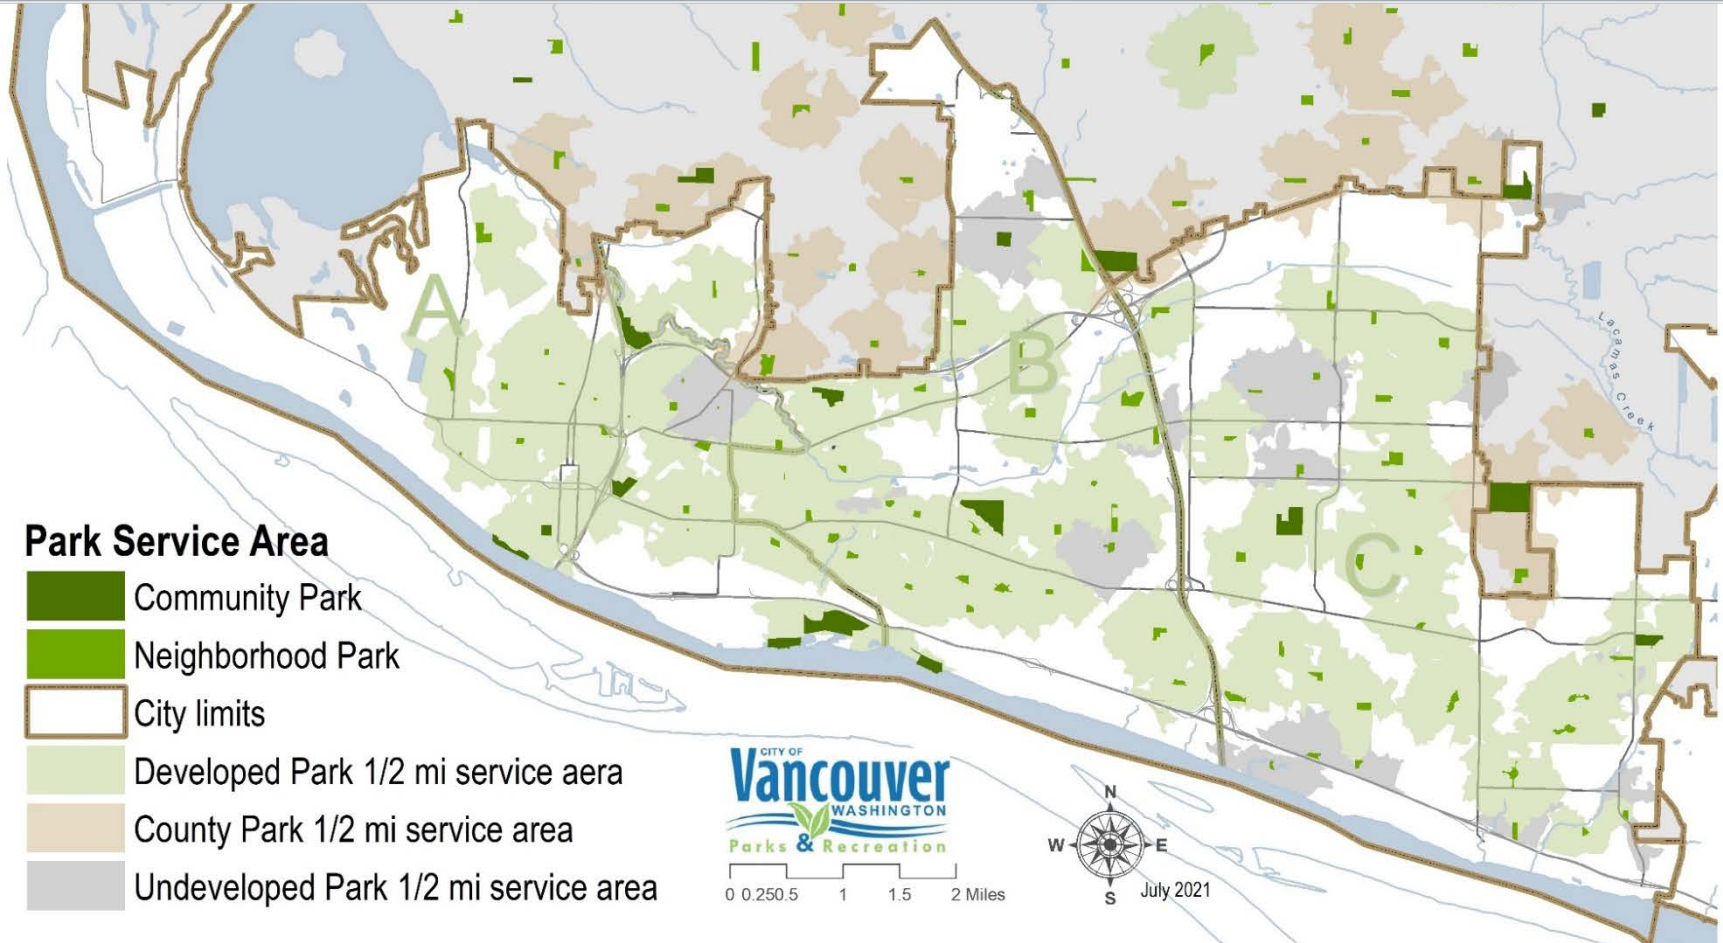 A
B
C
Lacamas Creek
Park Service Area
Community Park
Neighborhood Park
City limits
Developed Park 1/2 mi service aera
County Park 1/2 mi service area
Undeveloped Park 1/2 mi service area
CITY OF
Vancouver
WASHINGTON
Parks & Recreation
0 0.250.5 1 1.5 2 Miles
N
W E
S
July 2021